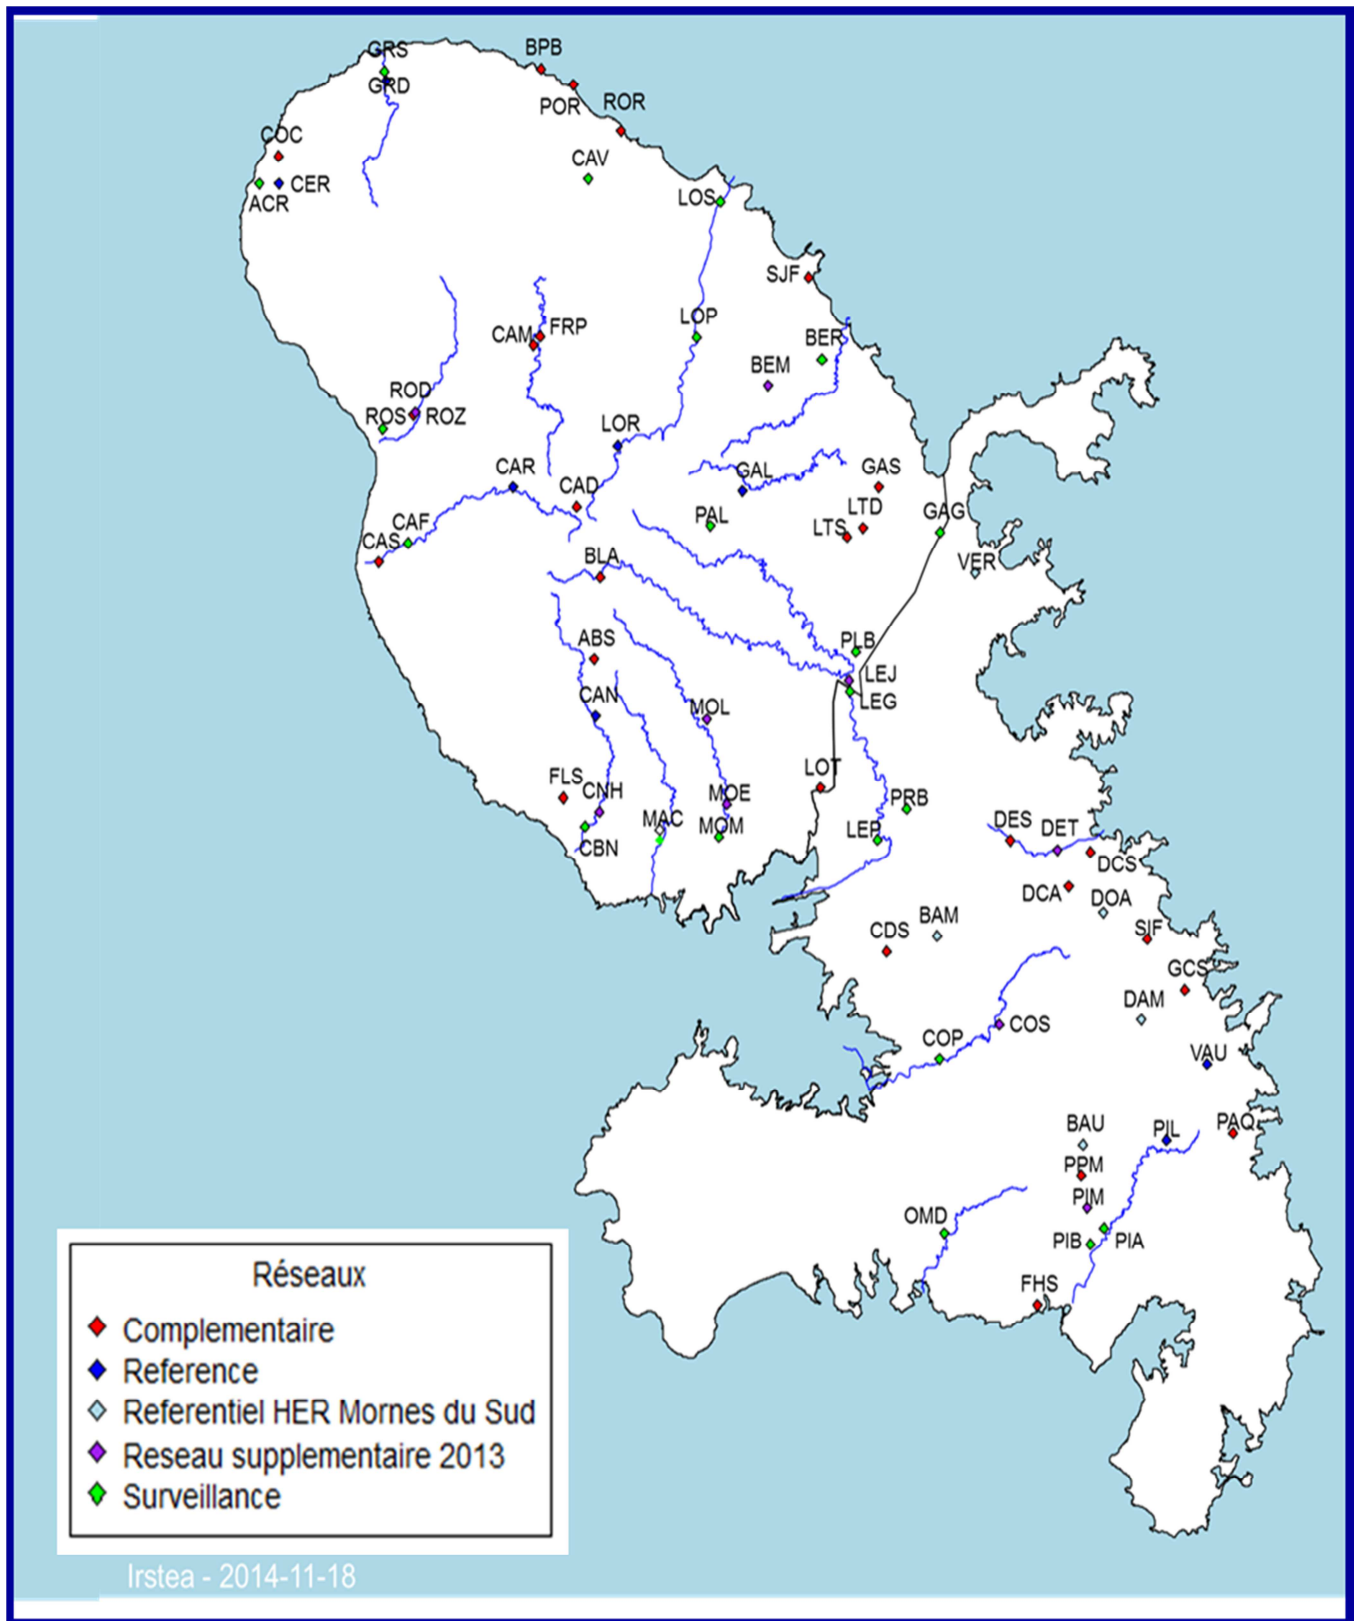 GRS
BPB
GRD
POR
ROR
COC
CAV
CER
ACR
LOS
SJF
LOP
FRP
CAM
BER
BEM
ROD
ROS
ROZ
LOR
CAR
GAL
GAS
CAD
LTD
PAL
LTS
GAG
CAF
CAS
BLA
VER
ABS
PLB
LEJ
CAN
MOL
LEG
LOT
FLS
CNH
MOE
PRB
MAC
MOM
LEP
DES
DET
CBN
DCS
DCA
DOA
BAM
CDS
SIF
GCS
DAM
COS
COP
VAU
BAU
PIL
PAQ
PPM
PIM
OMD
PIB
PIA
FHS
Réseaux
Complementaire
Reference
Referentiel HER Mornes du Sud
Reseau supplementaire 2013
Surveillance
Irstea - 2014-11-18